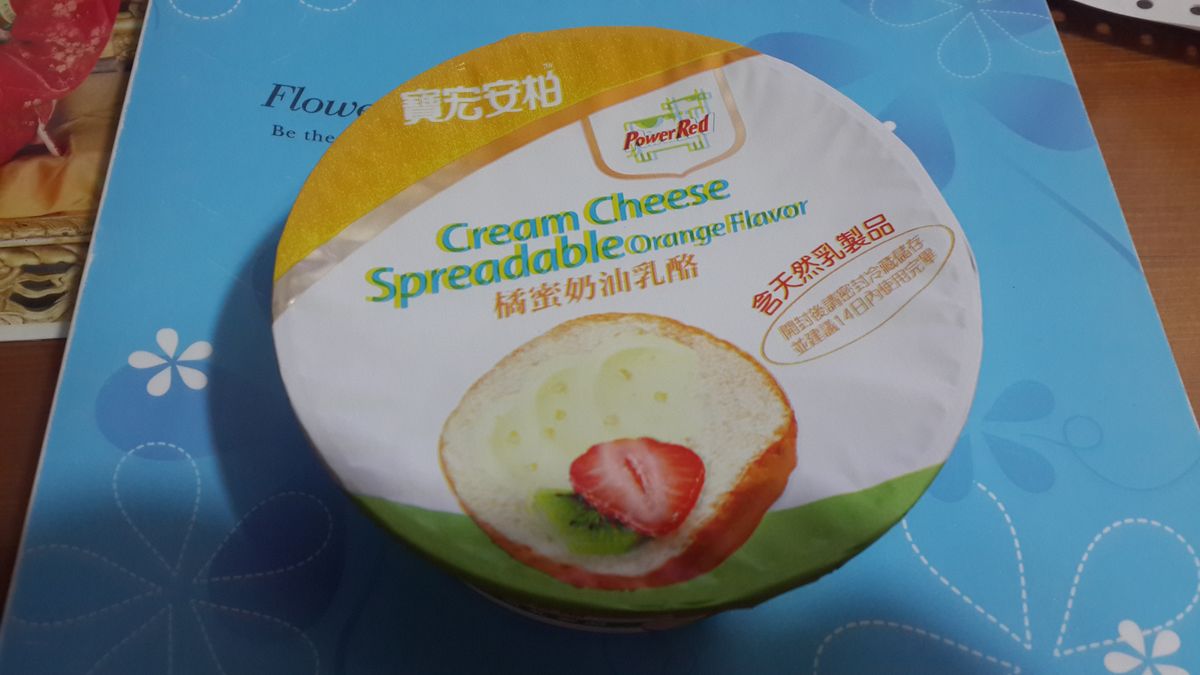 Flowe
Be the
寶宏安柏™
PowerRed
Cream Cheese
Spreadable Orange Flavor
橘蜜奶油乳酪
含天然乳製品
開封後請密封冷藏儲存
並建議14日內使用完畢